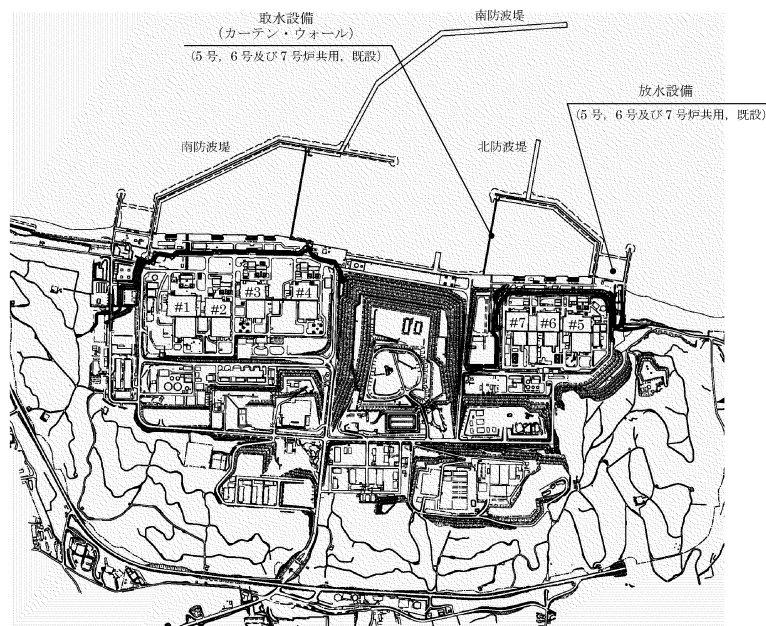 取水設備
(カーテン・ウォール)
(5号，6号及び7号炉共用，既設)
南防波堤
放水設備
(5号，6号及び7号炉共用，既設)
南防波堤
北防波堤
#1
#2
#3
#4
#7
#6
#5